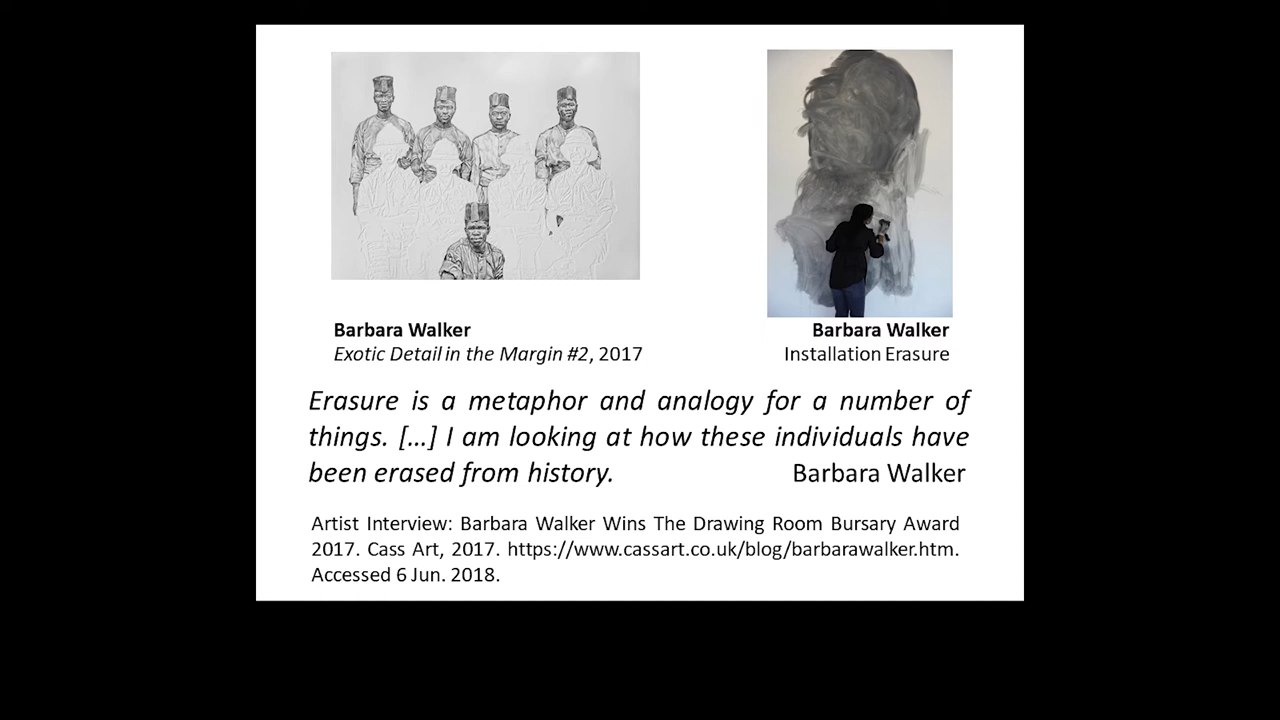 Barbara Walker
Exotic Detail in the Margin #2, 2017
Barbara Walker
Installation Erasure
Erasure is a metaphor and analogy for a number of
things. […] I am looking at how these individuals have
been erased from history. Barbara Walker
Artist Interview: Barbara Walker Wins The Drawing Room Bursary Award
2017. Cass Art, 2017. https://www.cassart.co.uk/blog/barbarawalker.htm.
Accessed 6 Jun. 2018.